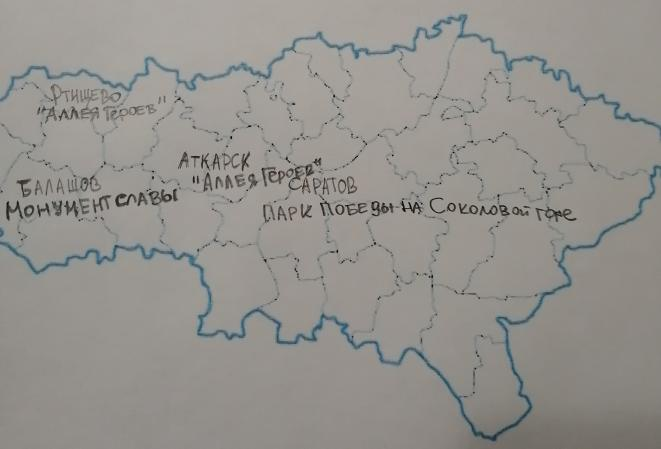 РТИЩЕВО
"АЛЛЕЯ ГЕРОЕВ"
АТКАРСК
"АЛЛЕЯ ГЕРОЕВ"
БАЛАШОВ
МОНУМЕНТ СЛАВЫ
САРАТОВ
ПАРК ПОБЕДЫ НА СОКОЛОВОЙ ГОРЕ